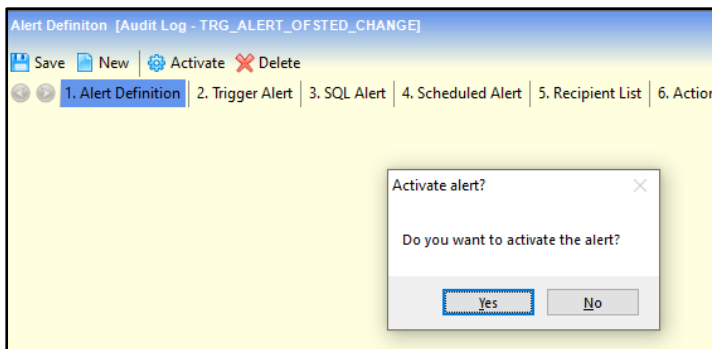 Alert Definiton [Audit Log - TRG_ALERT_OFSTED_CHANGE]
Save New Activate Delete
1. Alert Definition 2. Trigger Alert 3. SQL Alert 4. Scheduled Alert 5. Recipient List 6. Action
Activate alert?
Do you want to activate the alert?
Yes No